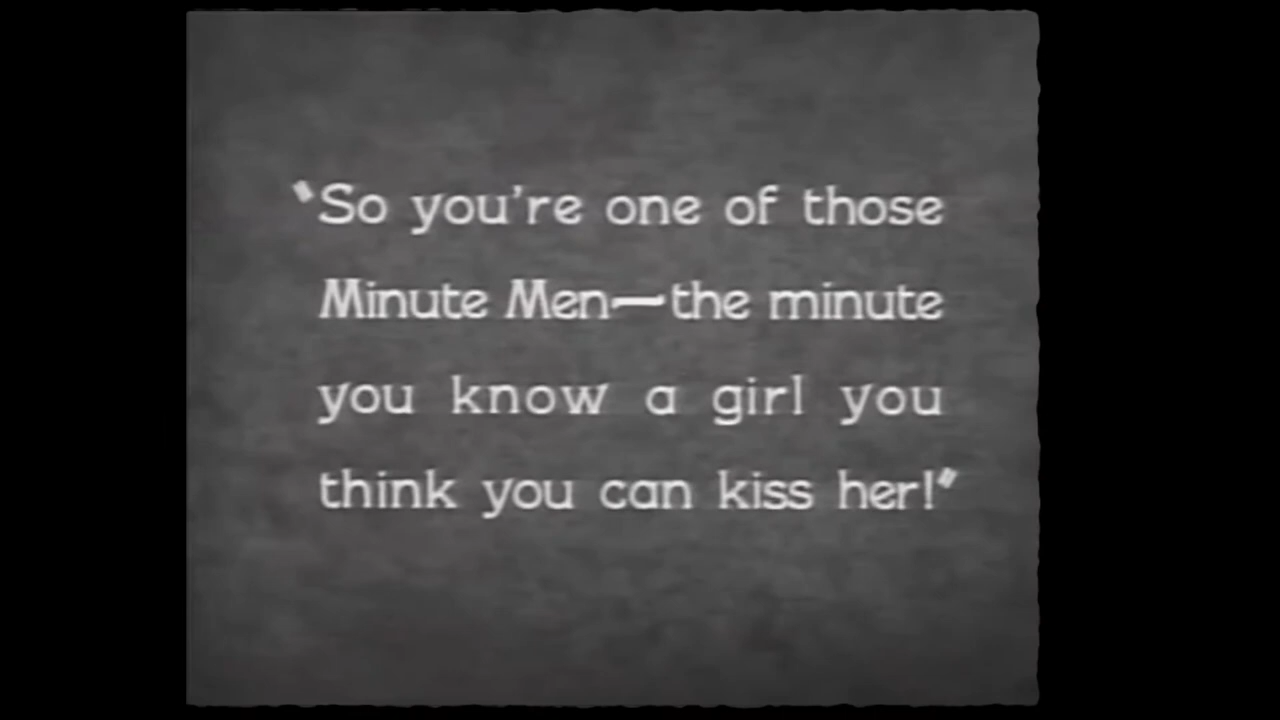 "So you're one of those
Minute Men—the minute
you know a girl you
think you can kiss her!"